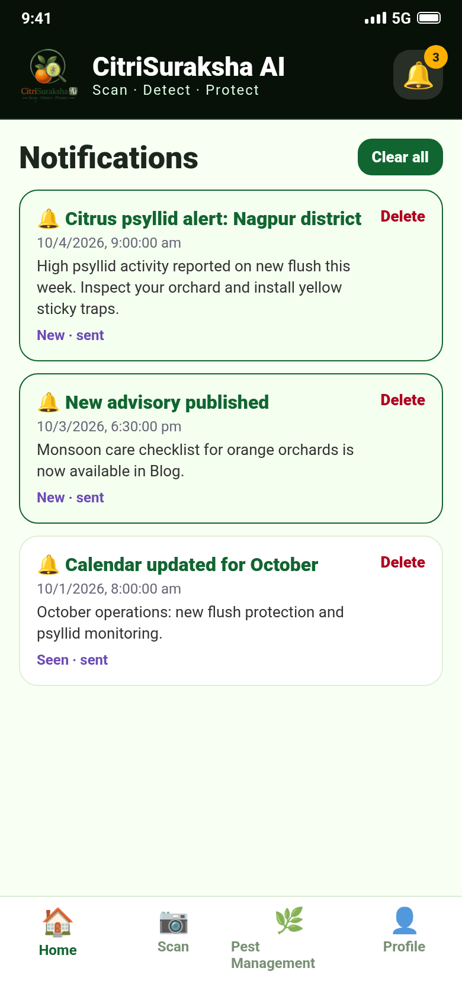 9:41
5G
CitriSuraksha AI
Scan · Detect · Protect
CitriSuraksha Ai
Scan · Detect · Protect
3
Notifications
Clear all
Citrus psyllid alert: Nagpur district
Delete
10/4/2026, 9:00:00 am
High psyllid activity reported on new flush this
week. Inspect your orchard and install yellow
sticky traps.
New · sent
New advisory published
Delete
10/3/2026, 6:30:00 pm
Monsoon care checklist for orange orchards is
now available in Blog.
New · sent
Calendar updated for October
Delete
10/1/2026, 8:00:00 am
October operations: new flush protection and
psyllid monitoring.
Seen · sent
Home
Scan
Pest
Management
Profile